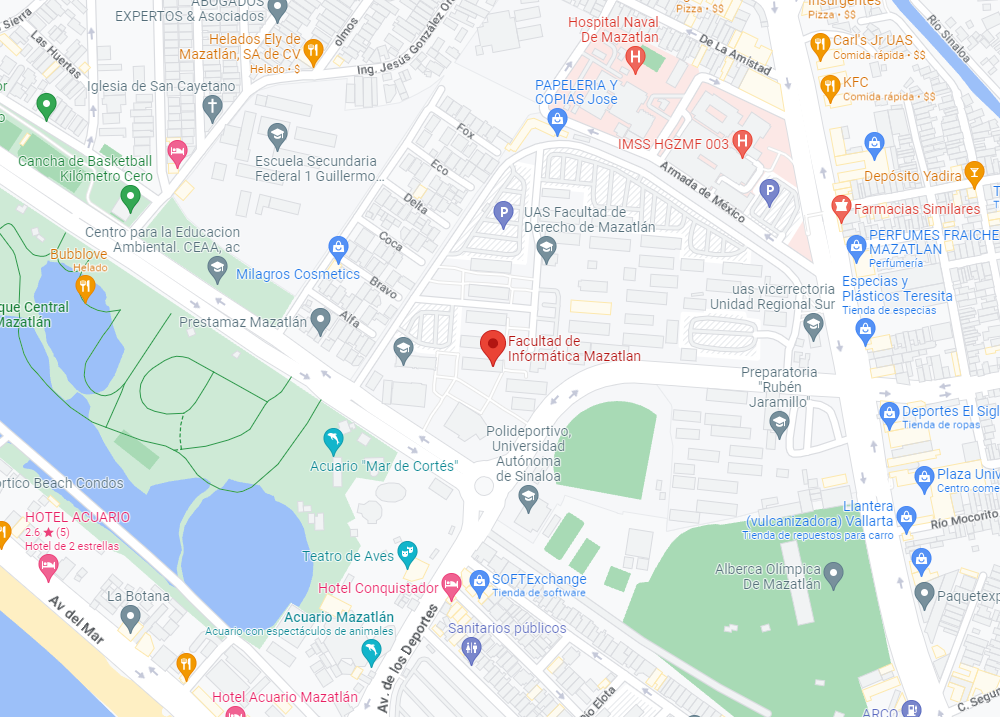 ABOGADOS
EXPERTOS & Asociados
Sierra
Las Huertas
olmos
Ing. Jesús González Or
Helados Ely de
Mazatlán, SA de CV
Helado · $
Hospital Naval
De Mazatlan
Pizza · $$
Insurgentes
Pizza · $$
Río Sinaloa
De La Amistad
Carl's Jr UAS
Comida rápida · $$
KFC
Comida rápida · $$
Iglesia de San Cayetano
PAPELERIA Y
COPIAS Jose
Fox
Eco
Delta
Coca
Bravo
Alfa
IMSS HGZMF 003
Armada de México
Escuela Secundaria
Federal 1 Guillermo...
Cancha de Basketball
Kilómetro Cero
P
P
Depósito Yadira
Farmacias Similares
UAS Facultad de
Derecho de Mazatlán
Centro para la Educacion
Ambiental. CEAA, ac
Bubblove
Helado
Milagros Cosmetics
PERFUMES FRAICHE
MAZATLAN
Perfumería
uas vicerrectoria
Unidad Regional Sur
Especias y
Plásticos Teresita
Tienda de especias
que Central
Mazatlán
Prestamaz Mazatlán
Facultad de
Informática Mazatlan
Preparatoria
"Rubén
Jaramillo"
Deportes El Sigl
Tienda de ropas
Polideportivo,
Universidad
Autónoma
de Sinaloa
Acuario "Mar de Cortés"
ortico Beach Condos
Plaza Univ
Centro come
HOTEL ACUARIO
2.6 ★ (5)
Hotel de 2 estrellas
Llantera
(vulcanizadora) Vallarta
Tienda de repuestos para carro
Río Mocorito
Teatro de Aves
Hotel Conquistador
SOFTExchange
Tienda de software
Alberca Olímpica
De Mazatlán
Paquetexp
La Botana
Av del Mar
Acuario Mazatlán
Acuario con espectáculos de animales
Av. de los Deportes
Sanitarios públicos
Hotel Acuario Mazatlán
Río Elota
ARCO
C. Segun